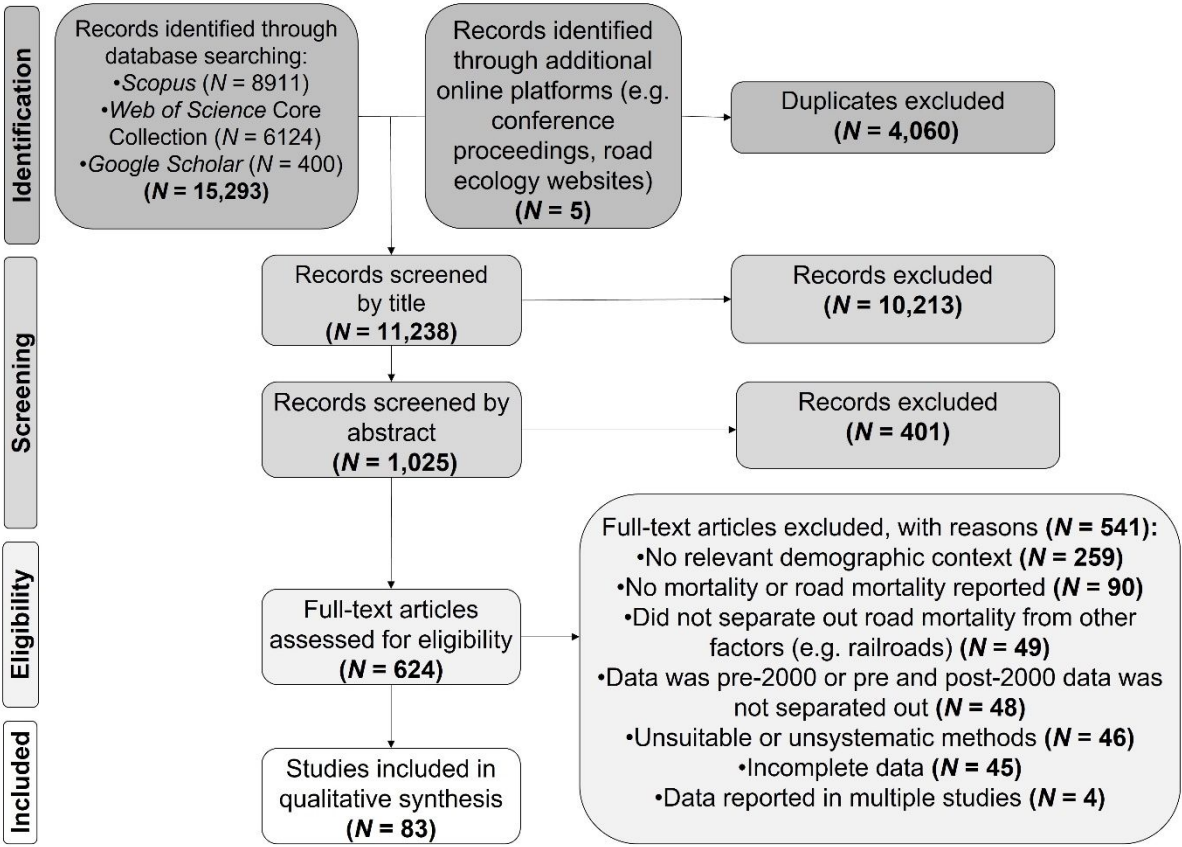 Identification
Records identified through
database searching:
•Scopus (N = 8911)
•Web of Science Core
Collection (N = 6124)
•Google Scholar (N = 400)
(N = 15,293)
Records identified
through additional
online platforms (e.g.
conference
proceedings, road
ecology websites)
(N = 5)
Duplicates excluded
(N = 4,060)
Screening
Records screened
by title
(N = 11,238)
Records excluded
(N = 10,213)
Records screened by
abstract
(N = 1,025)
Records excluded
(N = 401)
Eligibility
Full-text articles
assessed for eligibility
(N = 624)
Full-text articles excluded, with reasons (N = 541):
•No relevant demographic context (N = 259)
•No mortality or road mortality reported (N = 90)
•Did not separate out road mortality from other
factors (e.g. railroads) (N = 49)
•Data was pre-2000 or pre and post-2000 data was
not separated out (N = 48)
•Unsuitable or unsystematic methods (N = 46)
•Incomplete data (N = 45)
•Data reported in multiple studies (N = 4)
Included
Studies included in
qualitative synthesis
(N = 83)